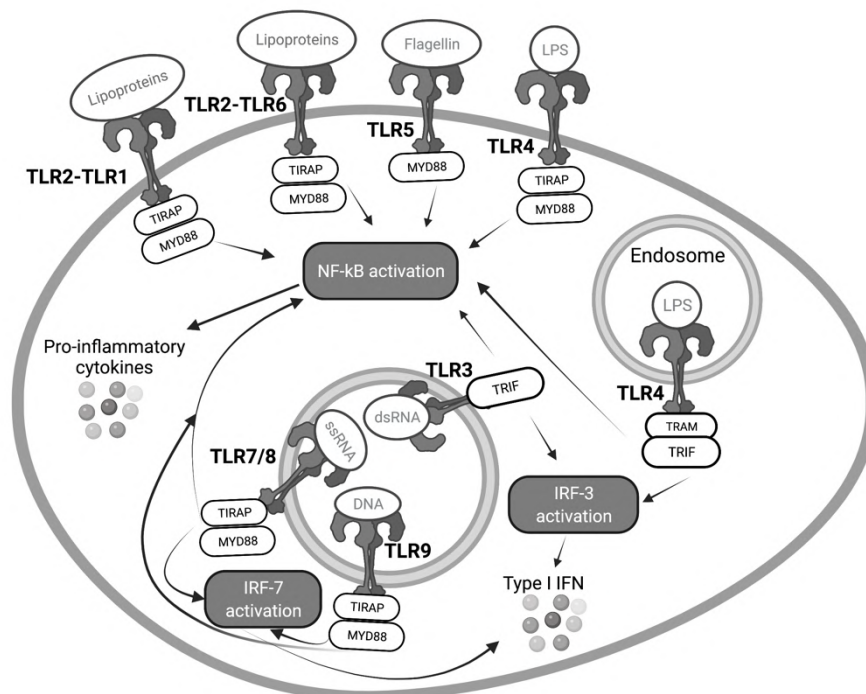 Lipoproteins
TLR2-TLR1
TIRAP
MYD88
Lipoproteins
TLR2-TLR6
TIRAP
MYD88
Flagellin
TLR5
MYD88
LPS
TLR4
TIRAP
MYD88
NF-kB activation
Pro-inflammatory
cytokines
Endosome
LPS
TLR4
TRAM
TRIF
TLR3
dsRNA
TRIF
TLR7/8
ssRNA
TIRAP
MYD88
DNA
TLR9
TIRAP
MYD88
IRF-7
activation
IRF-3
activation
Type I IFN